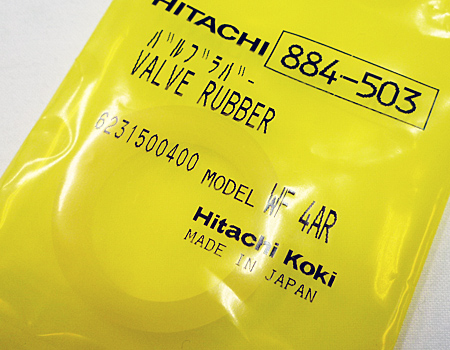 HITACHI 884-503
バルブラバー
VALVE RUBBER
6231500400 MODEL WF 4AR
Hitachi Koki
MADE IN JAPAN